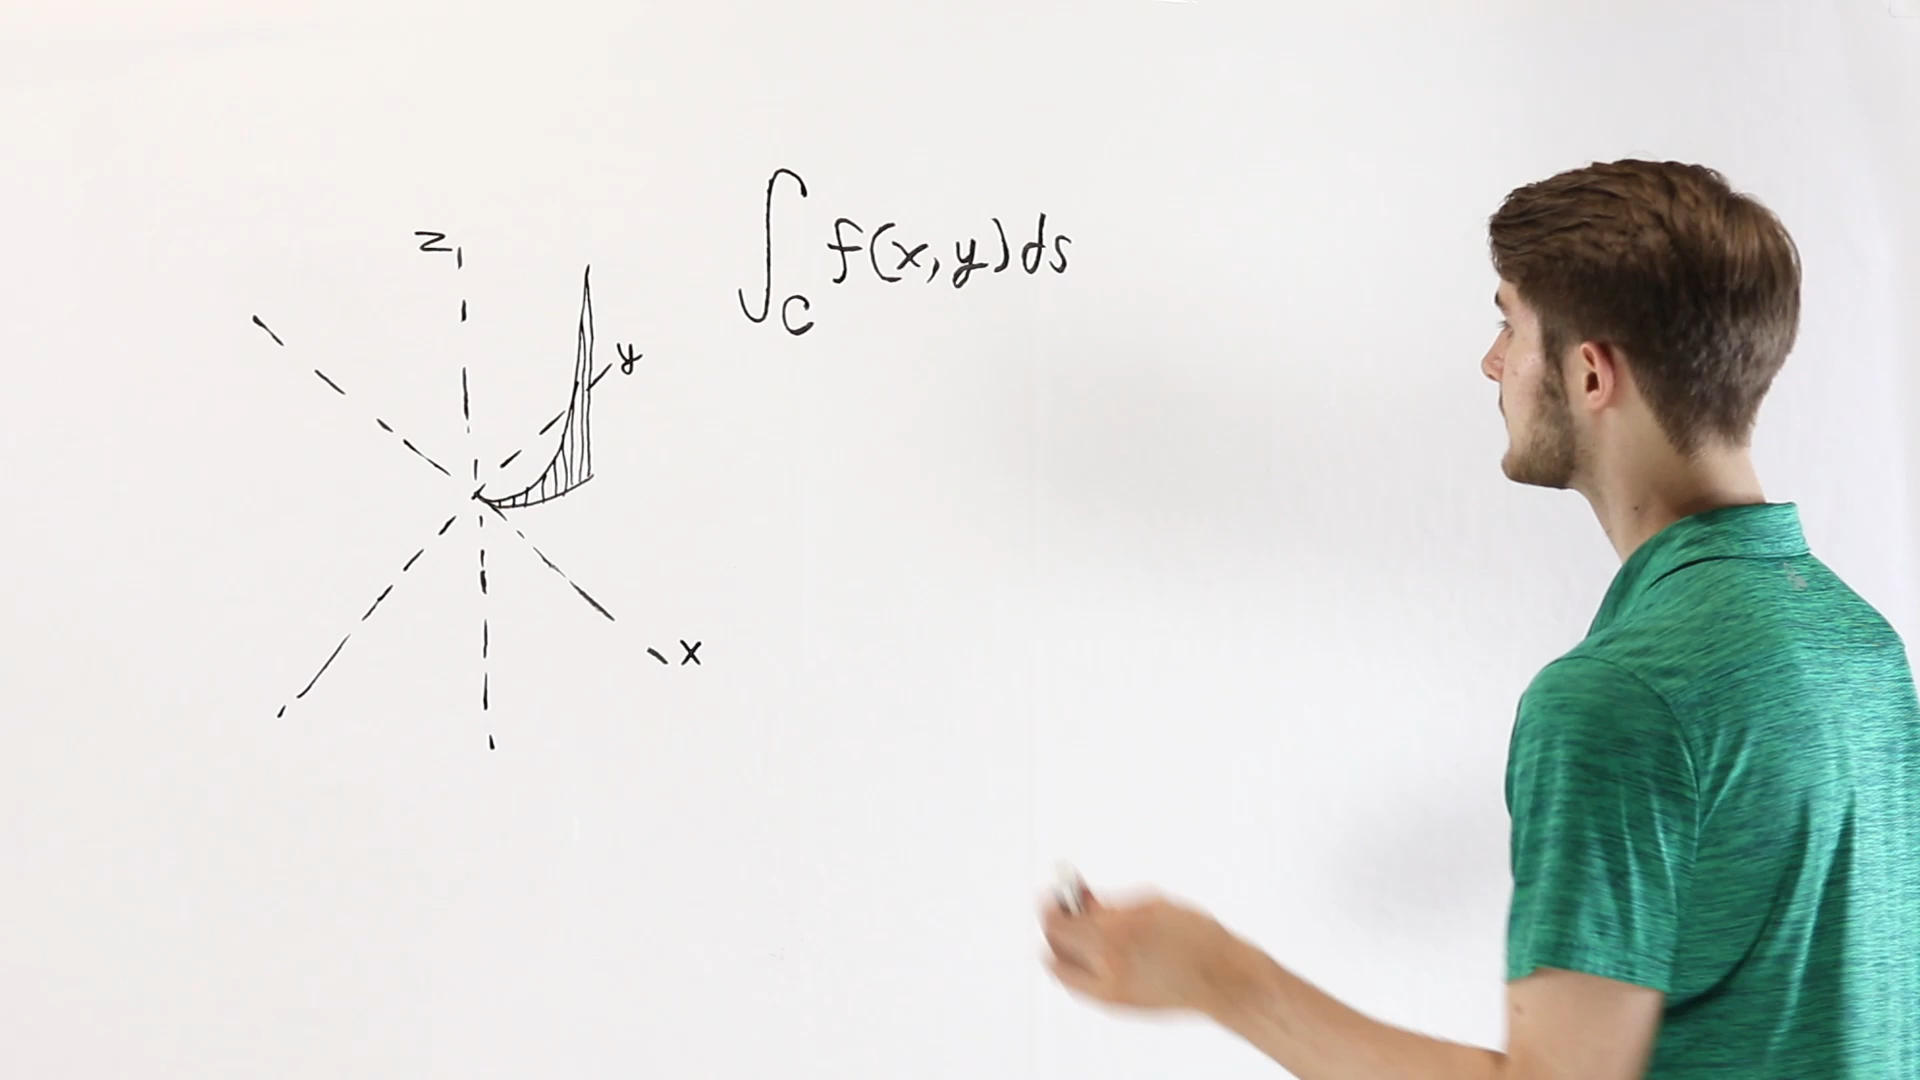 z
y
x
∫_C f(x,y)ds